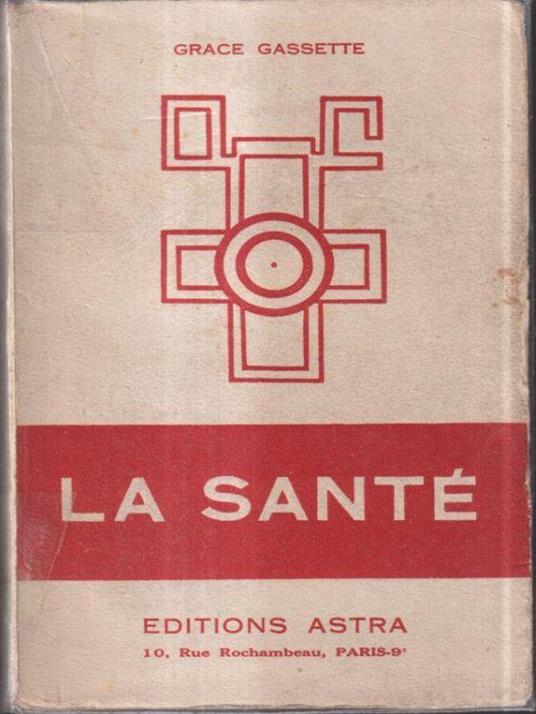 GRACE GASSETTE
LA SANTÉ
EDITIONS ASTRA
10, Rue Rochambeau, PARIS-9ᵉ